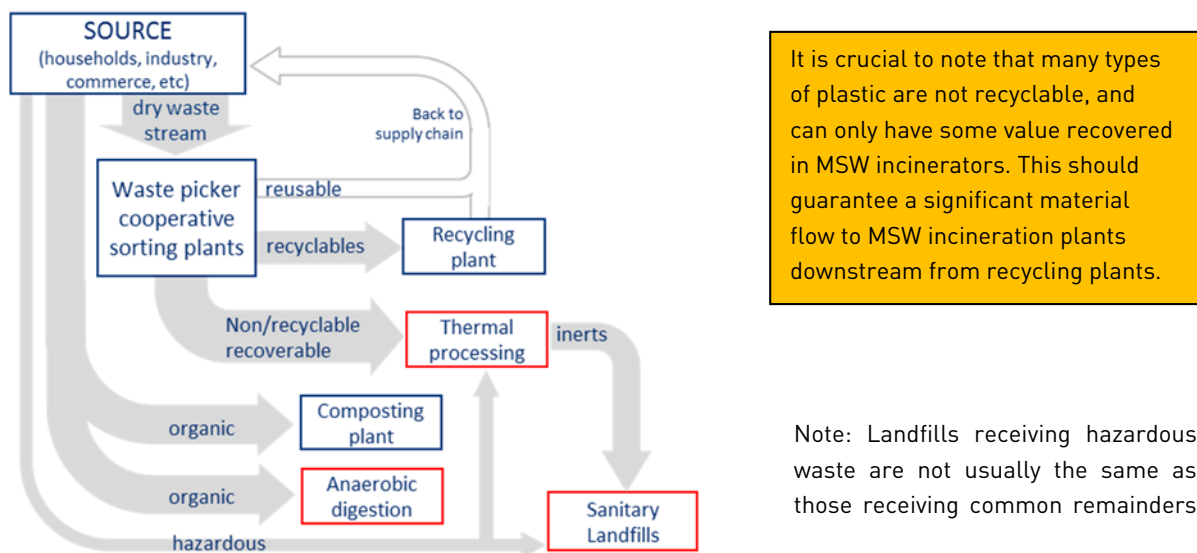 SOURCE
(households, industry,
commerce, etc)
dry waste
stream
Back to
supply chain
Waste picker
cooperative
sorting plants
reusable
recyclables
Recycling
plant
Non/recyclable
recoverable
Thermal
processing
inerts
organic
Composting
plant
organic
Anaerobic
digestion
hazardous
Sanitary
Landfills
It is crucial to note that many types
of plastic are not recyclable, and
can only have some value recovered
in MSW incinerators. This should
guarantee a significant material
flow to MSW incineration plants
downstream from recycling plants.
Note: Landfills receiving hazardous
waste are not usually the same as
those receiving common remainders